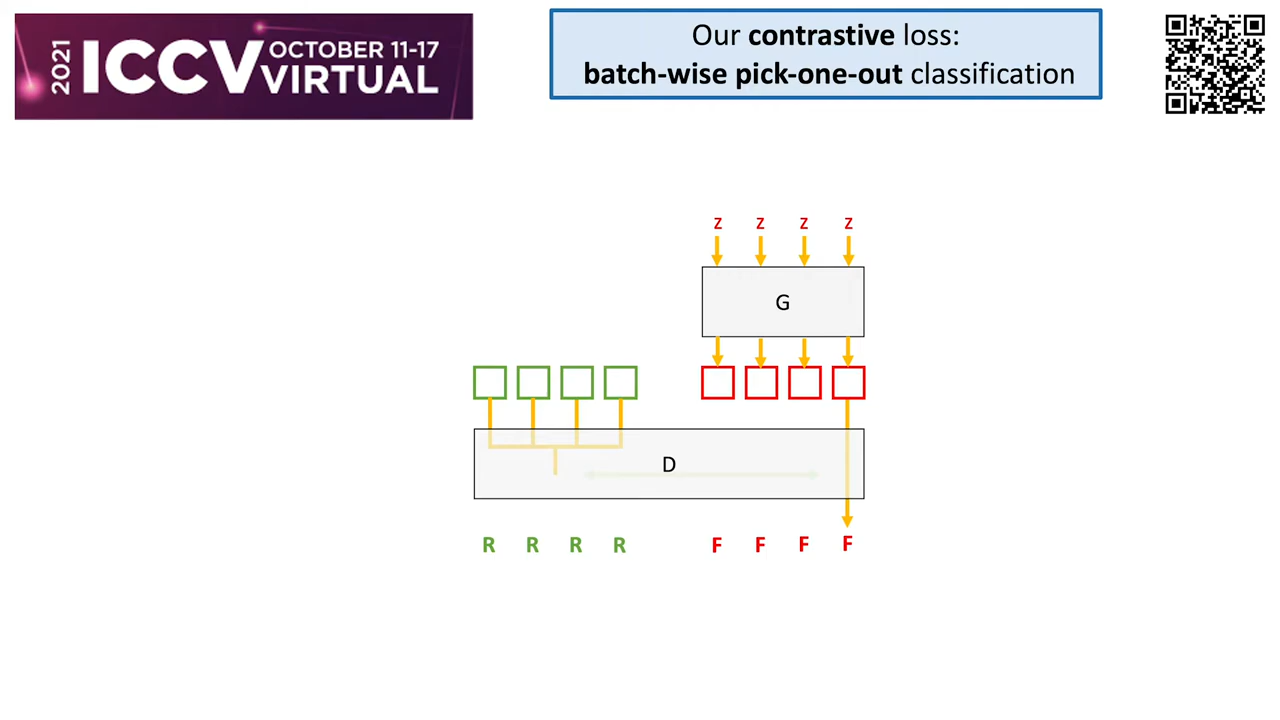 2021
ICCV
OCTOBER 11-17
VIRTUAL
Our contrastive loss:
batch-wise pick-one-out classification
z z z z
G
D
R R R R F F F F